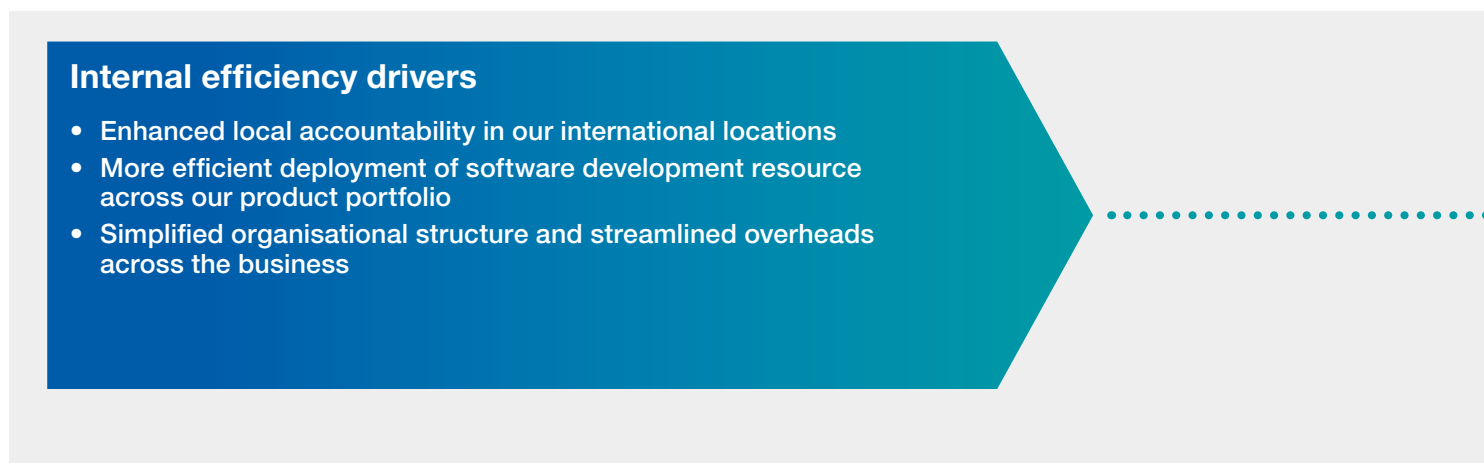 Internal efficiency drivers
• Enhanced local accountability in our international locations
• More efficient deployment of software development resource
across our product portfolio
• Simplified organisational structure and streamlined overheads
across the business